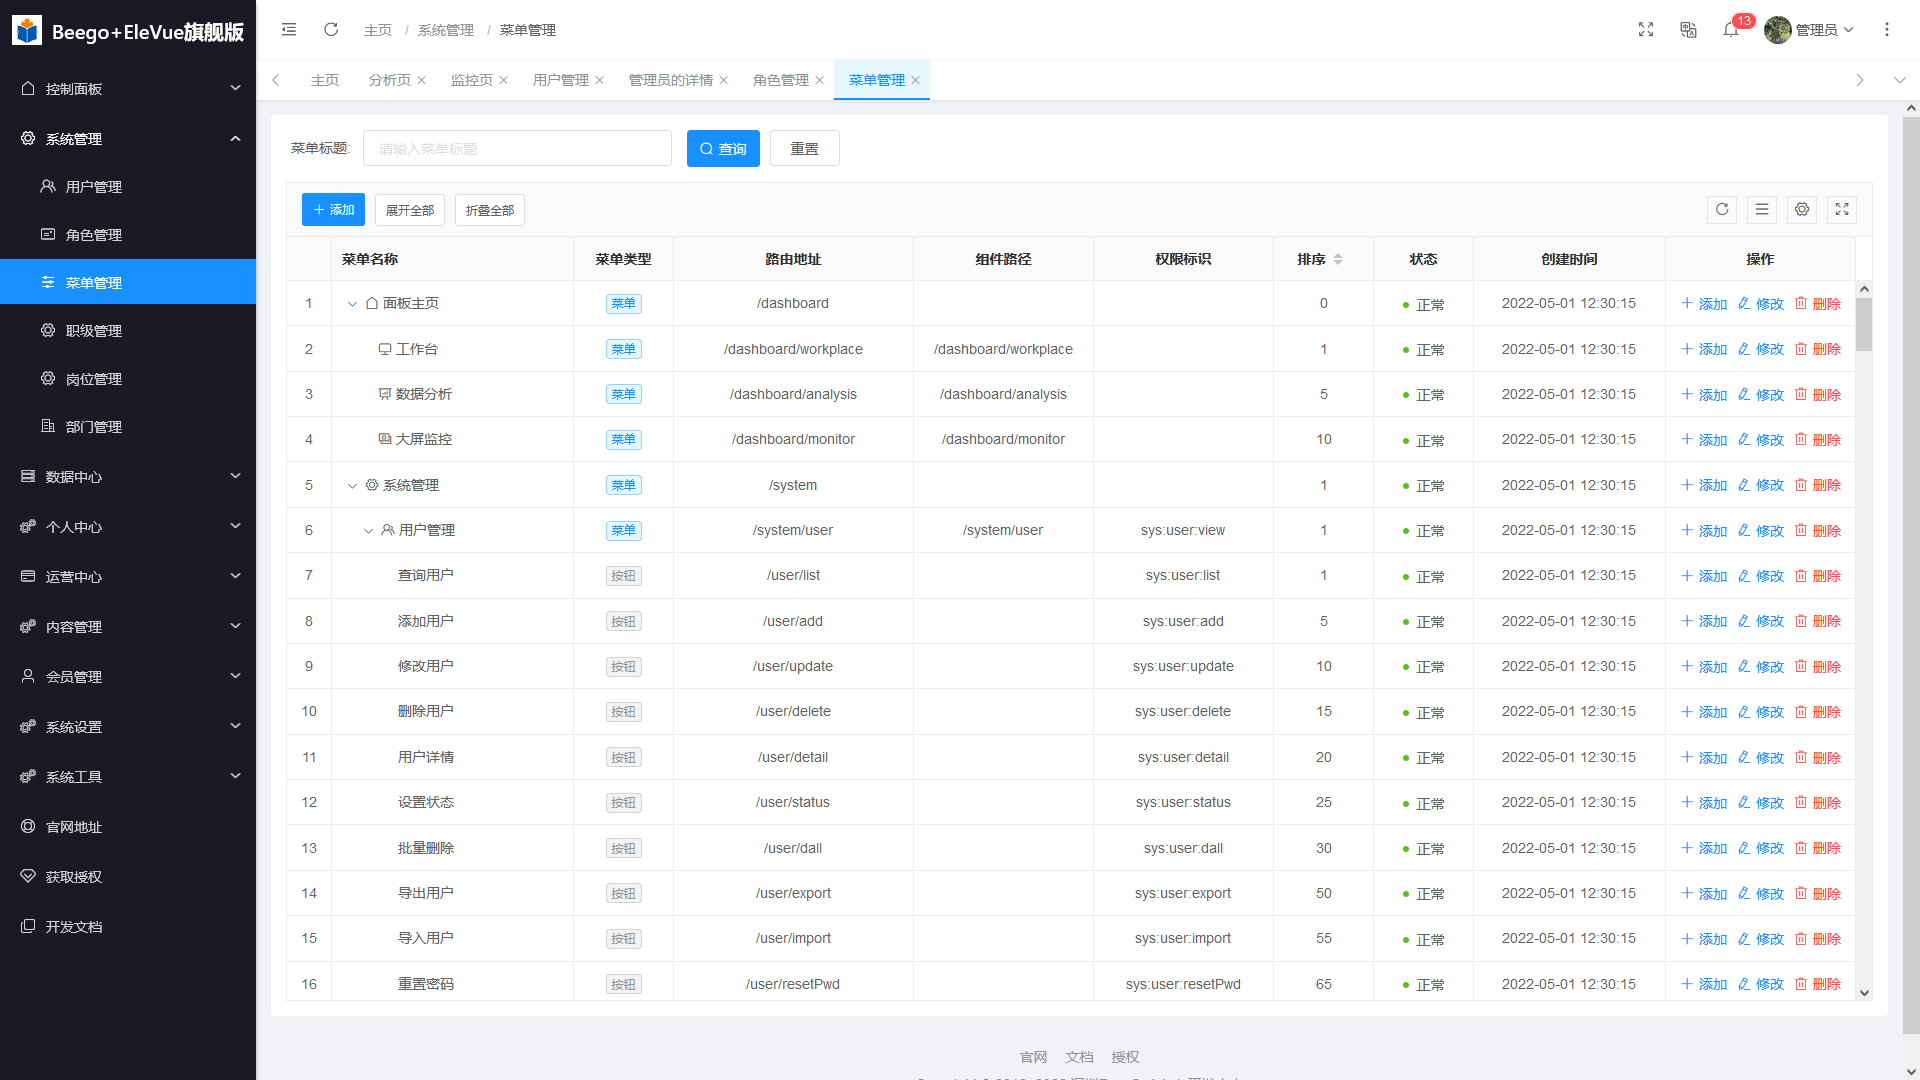 Beego+EleVue旗舰版
控制面板
系统管理
用户管理
角色管理
菜单管理
职级管理
岗位管理
部门管理
数据中心
个人中心
运营中心
内容管理
会员管理
系统设置
系统工具
官网地址
获取授权
开发文档
主页 / 系统管理 / 菜单管理
13
管理员
主页 分析页 监控页 用户管理 管理员的详情 角色管理 菜单管理
菜单标题: 请输入菜单标题 查询 重置
添加 展开全部 折叠全部
菜单名称 菜单类型 路由地址 组件路径 权限标识 排序 状态 创建时间 操作
1 面板主页 菜单 /dashboard 0 正常 2022-05-01 12:30:15 添加 修改 删除
2 工作台 菜单 /dashboard/workplace /dashboard/workplace 1 正常 2022-05-01 12:30:15 添加 修改 删除
3 数据分析 菜单 /dashboard/analysis /dashboard/analysis 5 正常 2022-05-01 12:30:15 添加 修改 删除
4 大屏监控 菜单 /dashboard/monitor /dashboard/monitor 10 正常 2022-05-01 12:30:15 添加 修改 删除
5 系统管理 菜单 /system 1 正常 2022-05-01 12:30:15 添加 修改 删除
6 用户管理 菜单 /system/user /system/user sys:user:view 1 正常 2022-05-01 12:30:15 添加 修改 删除
7 查询用户 按钮 /user/list sys:user:list 1 正常 2022-05-01 12:30:15 添加 修改 删除
8 添加用户 按钮 /user/add sys:user:add 5 正常 2022-05-01 12:30:15 添加 修改 删除
9 修改用户 按钮 /user/update sys:user:update 10 正常 2022-05-01 12:30:15 添加 修改 删除
10 删除用户 按钮 /user/delete sys:user:delete 15 正常 2022-05-01 12:30:15 添加 修改 删除
11 用户详情 按钮 /user/detail sys:user:detail 20 正常 2022-05-01 12:30:15 添加 修改 删除
12 设置状态 按钮 /user/status sys:user:status 25 正常 2022-05-01 12:30:15 添加 修改 删除
13 批量删除 按钮 /user/dall sys:user:dall 30 正常 2022-05-01 12:30:15 添加 修改 删除
14 导出用户 按钮 /user/export sys:user:export 50 正常 2022-05-01 12:30:15 添加 修改 删除
15 导入用户 按钮 /user/import sys:user:import 55 正常 2022-05-01 12:30:15 添加 修改 删除
16 重置密码 按钮 /user/resetPwd sys:user:resetPwd 65 正常 2022-05-01 12:30:15 添加 修改 删除
官网 文档 授权